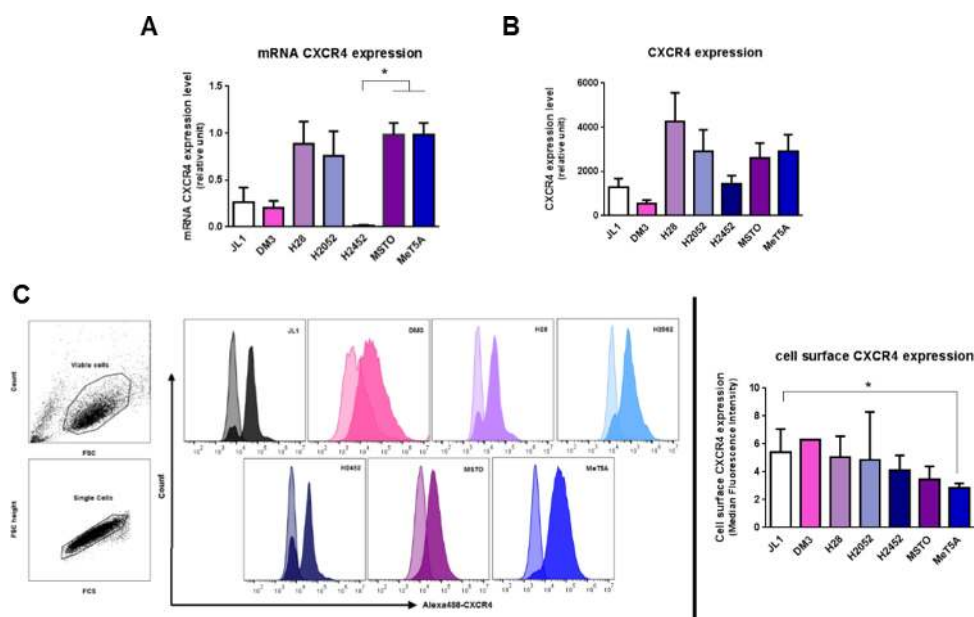 A
mRNA CXCR4 expression
mRNA CXCR4 expression level
(relative unit)
1.5
1.0
0.5
0.0
*
JL1
DM3
H28
H2052
H2452
MSTO
MeT5A
B
CXCR4 expression
CXCR4 expression level
(relative unit)
6000
4000
2000
0
JL1
DM3
H28
H2052
H2452
MSTO
MeT5A
C
Count
Viable cells
FSC
FSC height
Single Cells
FCS
Count
JL1
DM3
H28
H2452
MSTO
MeT5A
Alexa488-CXCR4
cell surface CXCR4 expression
Cell surface CXCR4 expression
(Median Fluorescence Intensity)
10
8
6
4
2
0
*
JL1
DM3
H28
H2052
H2452
MSTO
MeT5A